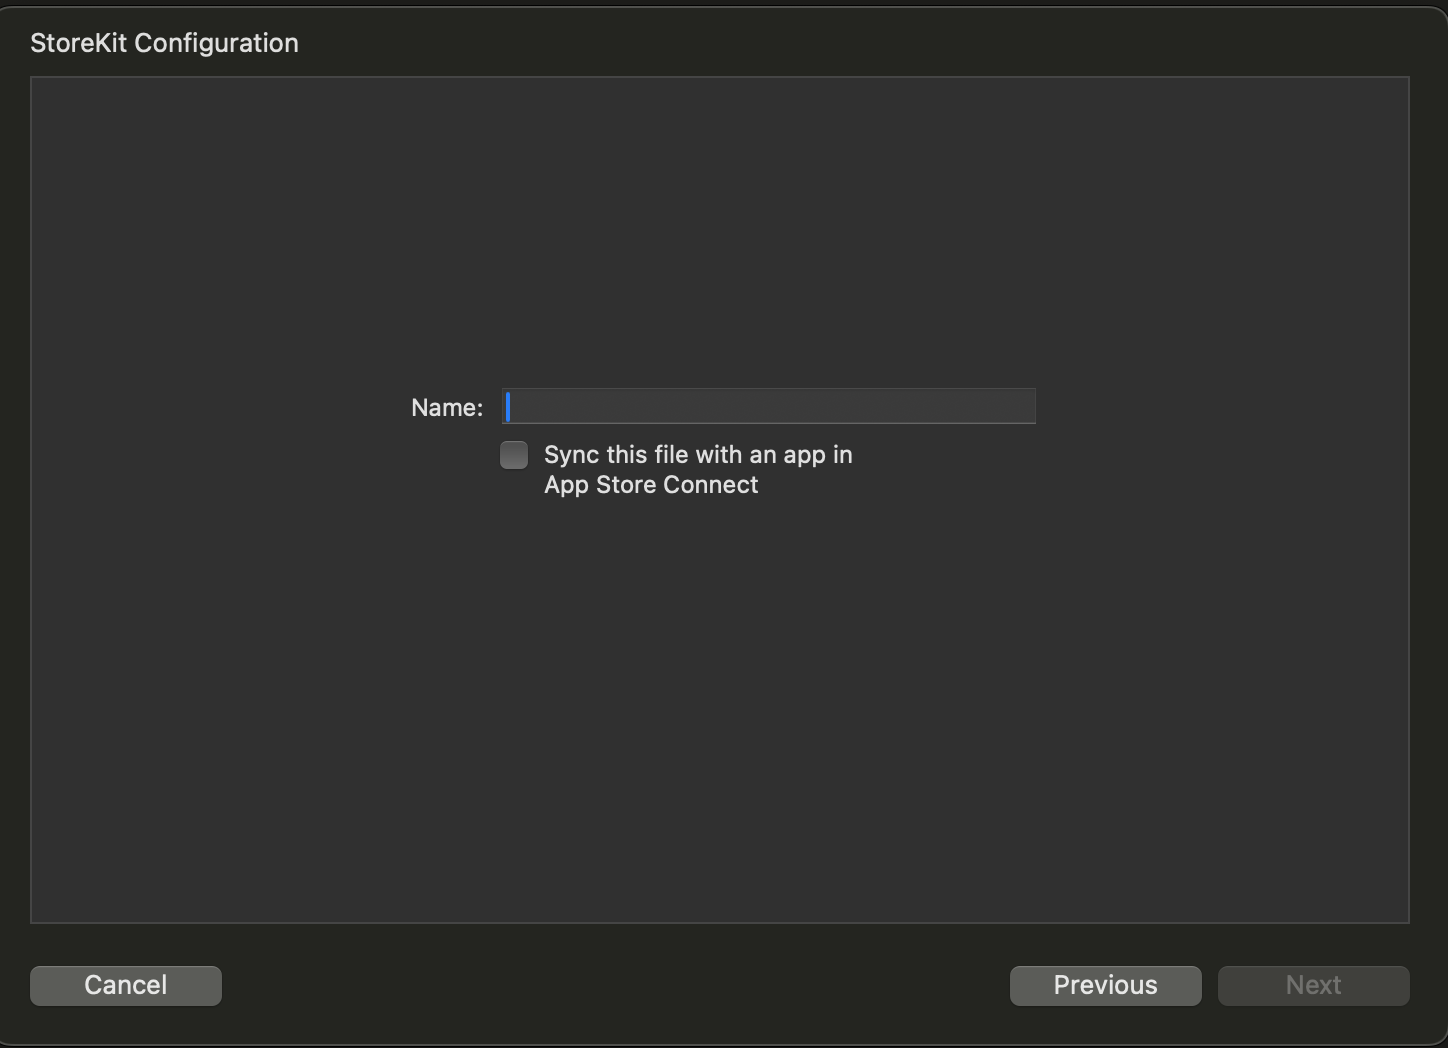 StoreKit Configuration
Name:
Sync this file with an app in
App Store Connect
Cancel
Previous
Next